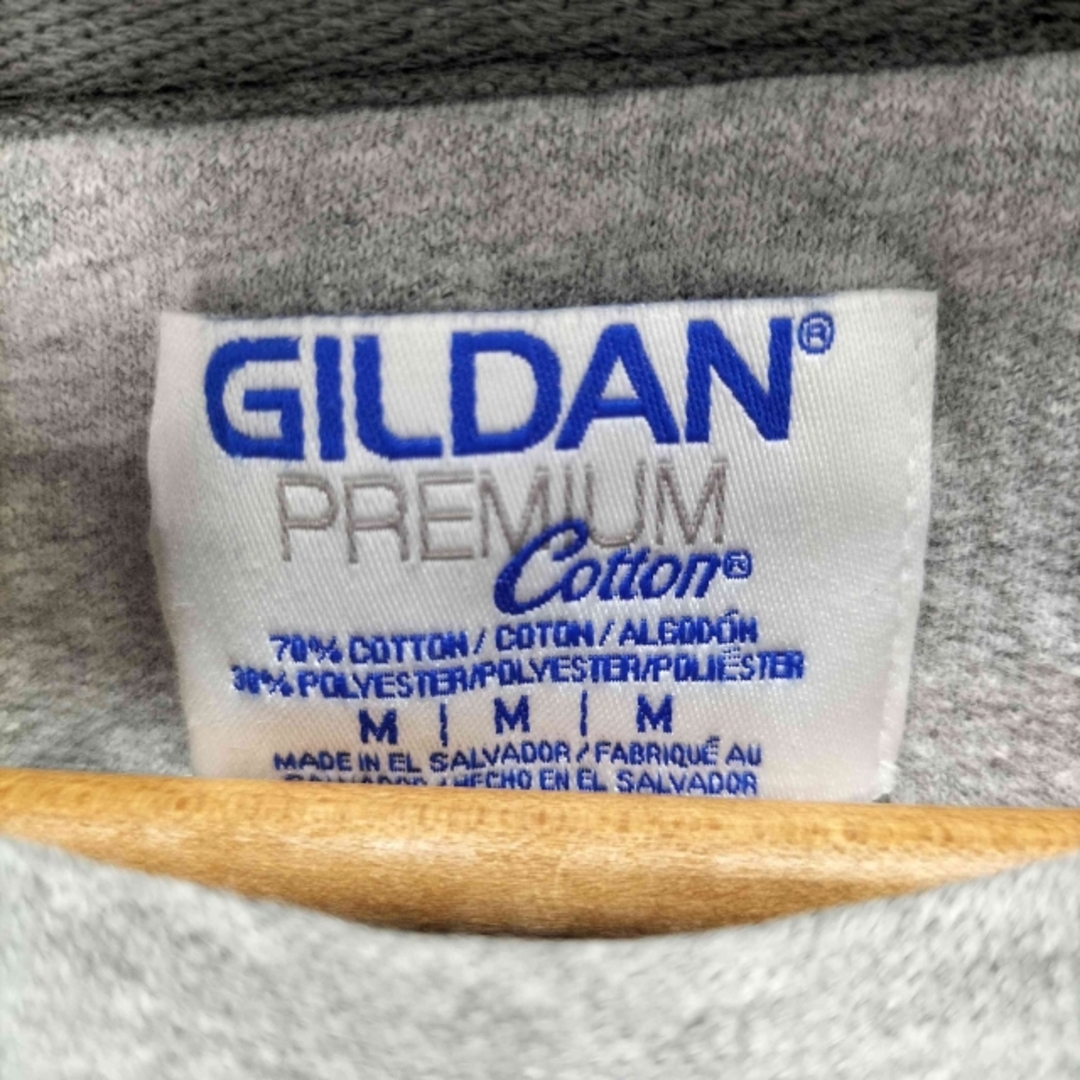 GILDAN®
PREMIUM
Cotton®
70% COTTON / COTON / ALGODÓN
30% POLYESTER/POLYESTER/POLIÉSTER
M | M | M
MADE IN EL SALVADOR / FABRIQUÉ AU
SALVADOR / HECHO EN EL SALVADOR